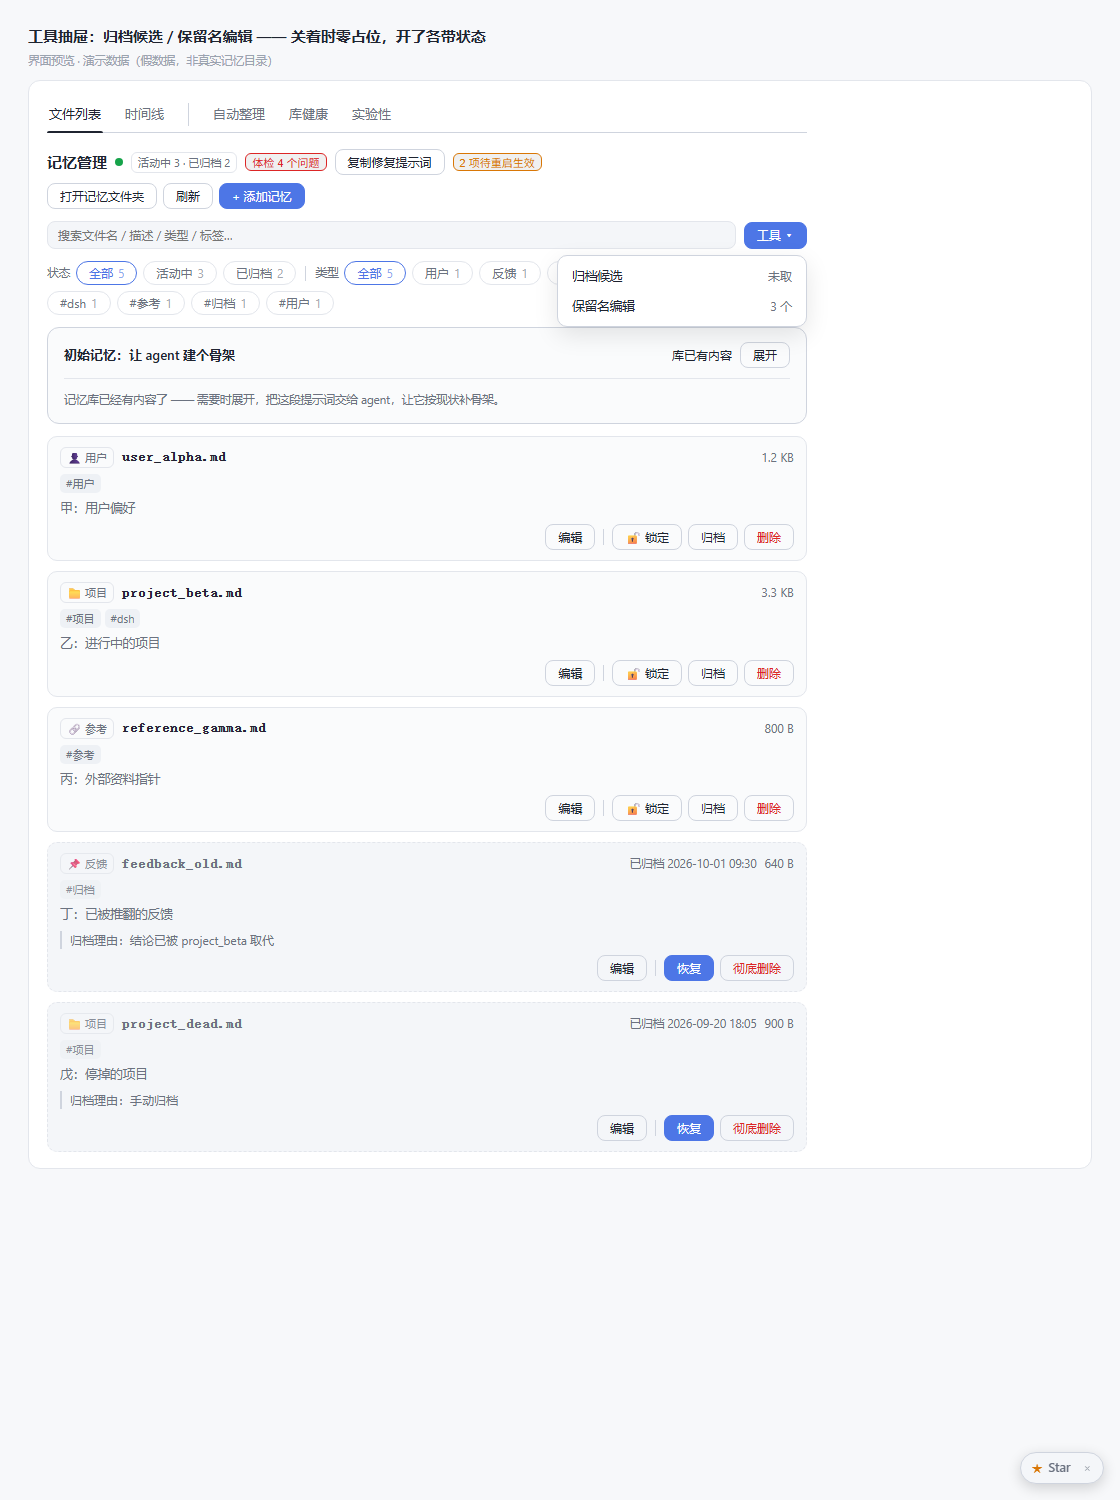 工具抽屉：归档候选 / 保留名编辑 —— 关着时零占位，开了各带状态
界面预览 · 演示数据（假数据，非真实记忆目录）
文件列表 时间线 自动整理 库健康 实验性
记忆管理 活动中 3 · 已归档 2 体检 4 个问题 复制修复提示词 2 项待重启生效
打开记忆文件夹 刷新 + 添加记忆
搜索文件名 / 描述 / 类型 / 标签... 工具
状态 全部 5 活动中 3 已归档 2 类型 全部 5 用户 1 反馈 1
归档候选 未取
保留名编辑 3 个
#dsh 1 #参考 1 #归档 1 #用户 1
初始记忆：让 agent 建个骨架 库已有内容 展开
记忆库已经有内容了 —— 需要时展开，把这段提示词交给 agent，让它按现状补骨架。
用户 user_alpha.md 1.2 KB
#用户
甲：用户偏好
编辑 锁定 归档 删除
项目 project_beta.md 3.3 KB
#项目 #dsh
乙：进行中的项目
编辑 锁定 归档 删除
参考 reference_gamma.md 800 B
#参考
丙：外部资料指针
编辑 锁定 归档 删除
反馈 feedback_old.md 已归档 2026-10-01 09:30 640 B
#归档
丁：已被推翻的反馈
归档理由：结论已被 project_beta 取代
编辑 恢复 彻底删除
项目 project_dead.md 已归档 2026-09-20 18:05 900 B
#项目
戊：停掉的项目
归档理由：手动归档
编辑 恢复 彻底删除
★ Star ×